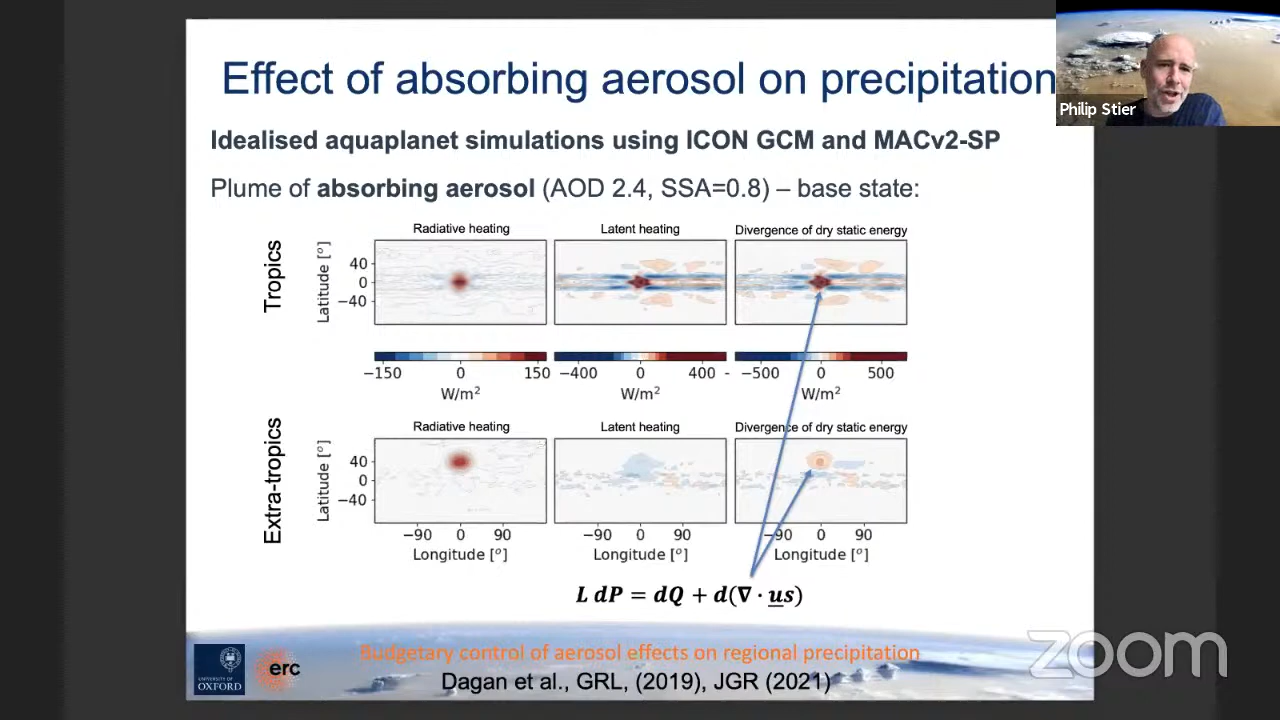 Effect of absorbing aerosol on precipitation
Philip Stier
Idealised aquaplanet simulations using ICON GCM and MACv2-SP
Plume of absorbing aerosol (AOD 2.4, SSA=0.8) – base state:
Tropics
Radiative heating
Latent heating
Divergence of dry static energy
Latitude [°]
40
0
−40
−150 0 150
−400 0 400
- −500 0 500
W/m²
W/m²
W/m²
Extra-tropics
Radiative heating
Latent heating
Divergence of dry static energy
Latitude [°]
40
0
−40
−90 0 90
−90 0 90
−90 0 90
Longitude [°]
Longitude [°]
Longitude [°]
L dP = dQ + d(∇ · us)
UNIVERSITY OF
OXFORD
erc
Budgetary control of aerosol effects on regional precipitation
Dagan et al., GRL, (2019), JGR (2021)
zoom